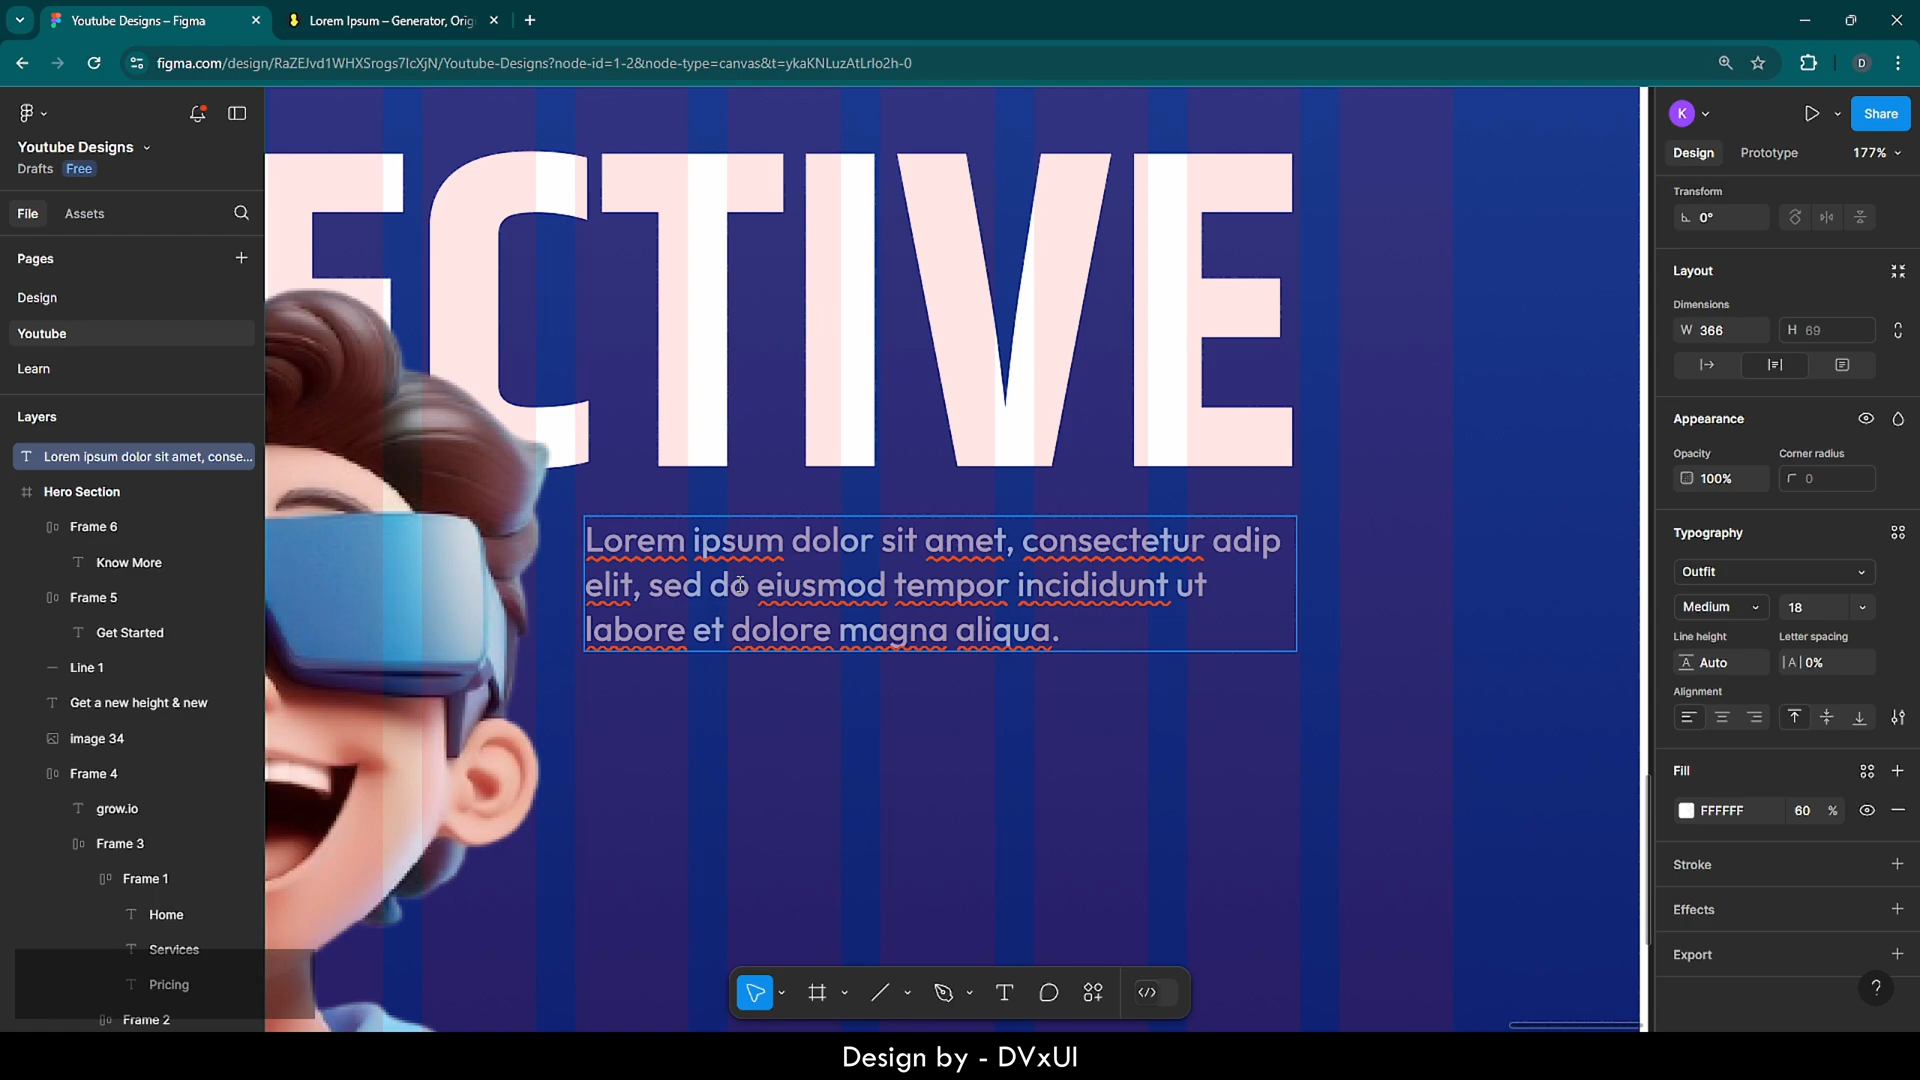 Youtube Designs – Figma
Lorem Ipsum – Generator, Orig
figma.com/design/RaZEJvd1WHXSrogs7IcXjN/Youtube-Designs?node-id=1-2&node-type=canvas&t=ykaKNLuzAtLrIo2h-0
D
Youtube Designs
Drafts Free
File Assets
Pages
Design
Youtube
Learn
Layers
Lorem ipsum dolor sit amet, conse...
Hero Section
Frame 6
Know More
Frame 5
Get Started
Line 1
Get a new height & new
image 34
Frame 4
grow.io
Frame 3
Frame 1
Home
Services
Pricing
Frame 2
ECTIVE
Lorem ipsum dolor sit amet, consectetur adip
elit, sed do eiusmod tempor incididunt ut
labore et dolore magna aliqua.
K
Share
Design Prototype 177%
Transform
0°
Layout
Dimensions
W 366 H 69
Appearance
Opacity Corner radius
100% 0
Typography
Outfit
Medium 18
Line height Letter spacing
Auto 0%
Alignment
Fill
FFFFFF 60 %
Stroke
Effects
Export
?
Design by - DVxUI